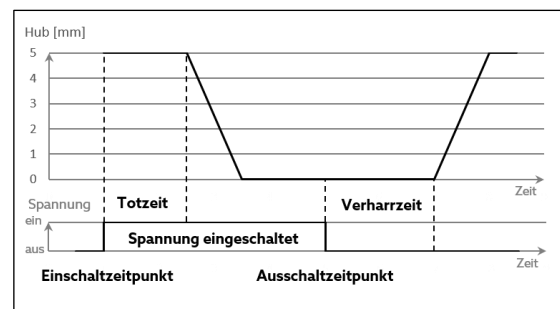 Hub [mm]
5
4
3
2
1
0
Zeit
Spannung
Totzeit
Verharrzeit
ein
aus
Spannung eingeschaltet
Zeit
Einschaltzeitpunkt
Ausschaltzeitpunkt